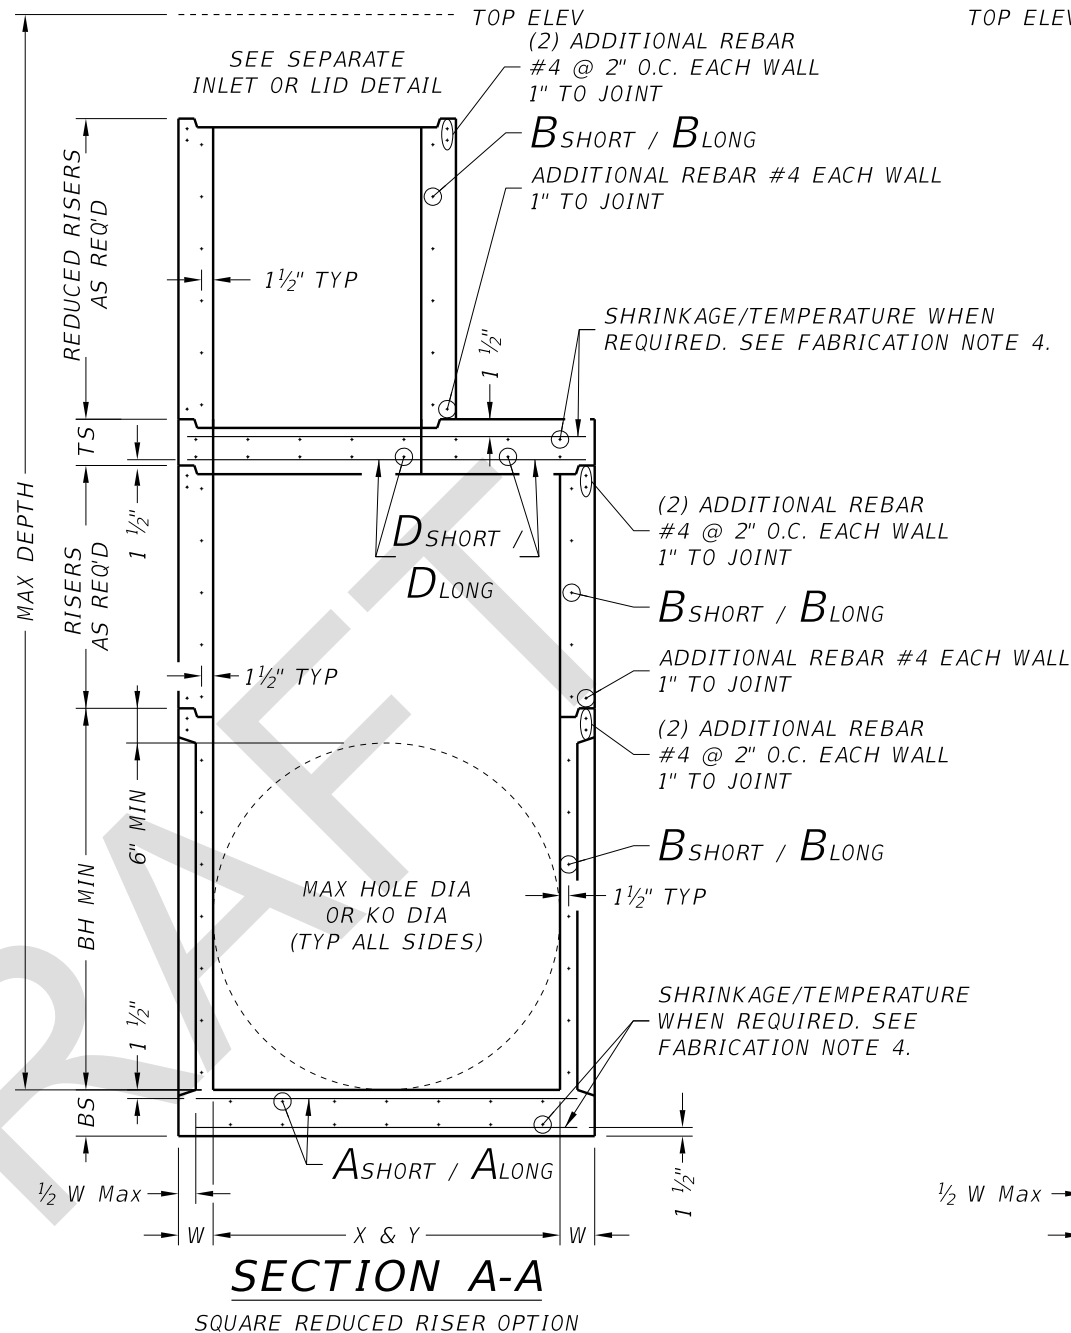 TOP ELEV
TOP ELEV
SEE SEPARATE
INLET OR LID DETAIL
(2) ADDITIONAL REBAR
#4 @ 2" O.C. EACH WALL
1" TO JOINT
BSHORT / BLONG
ADDITIONAL REBAR #4 EACH WALL
1" TO JOINT
REDUCED RISERS
AS REQ'D
1½" TYP
1 ½"
SHRINKAGE/TEMPERATURE WHEN
REQUIRED. SEE FABRICATION NOTE 4.
TS
1 ½"
MAX DEPTH
RISERS
AS REQ'D
DSHORT /
DLONG
(2) ADDITIONAL REBAR
#4 @ 2" O.C. EACH WALL
1" TO JOINT
BSHORT / BLONG
1½" TYP
ADDITIONAL REBAR #4 EACH WALL
1" TO JOINT
(2) ADDITIONAL REBAR
#4 @ 2" O.C. EACH WALL
1" TO JOINT
6" MIN
BH MIN
BSHORT / BLONG
MAX HOLE DIA
OR KO DIA
(TYP ALL SIDES)
1½" TYP
1 ½"
SHRINKAGE/TEMPERATURE
WHEN REQUIRED. SEE
FABRICATION NOTE 4.
BS
ASHORT / ALONG
1 ½"
½ W Max
½ W Max
W
X & Y
W
SECTION A-A
SQUARE REDUCED RISER OPTION
RAFT